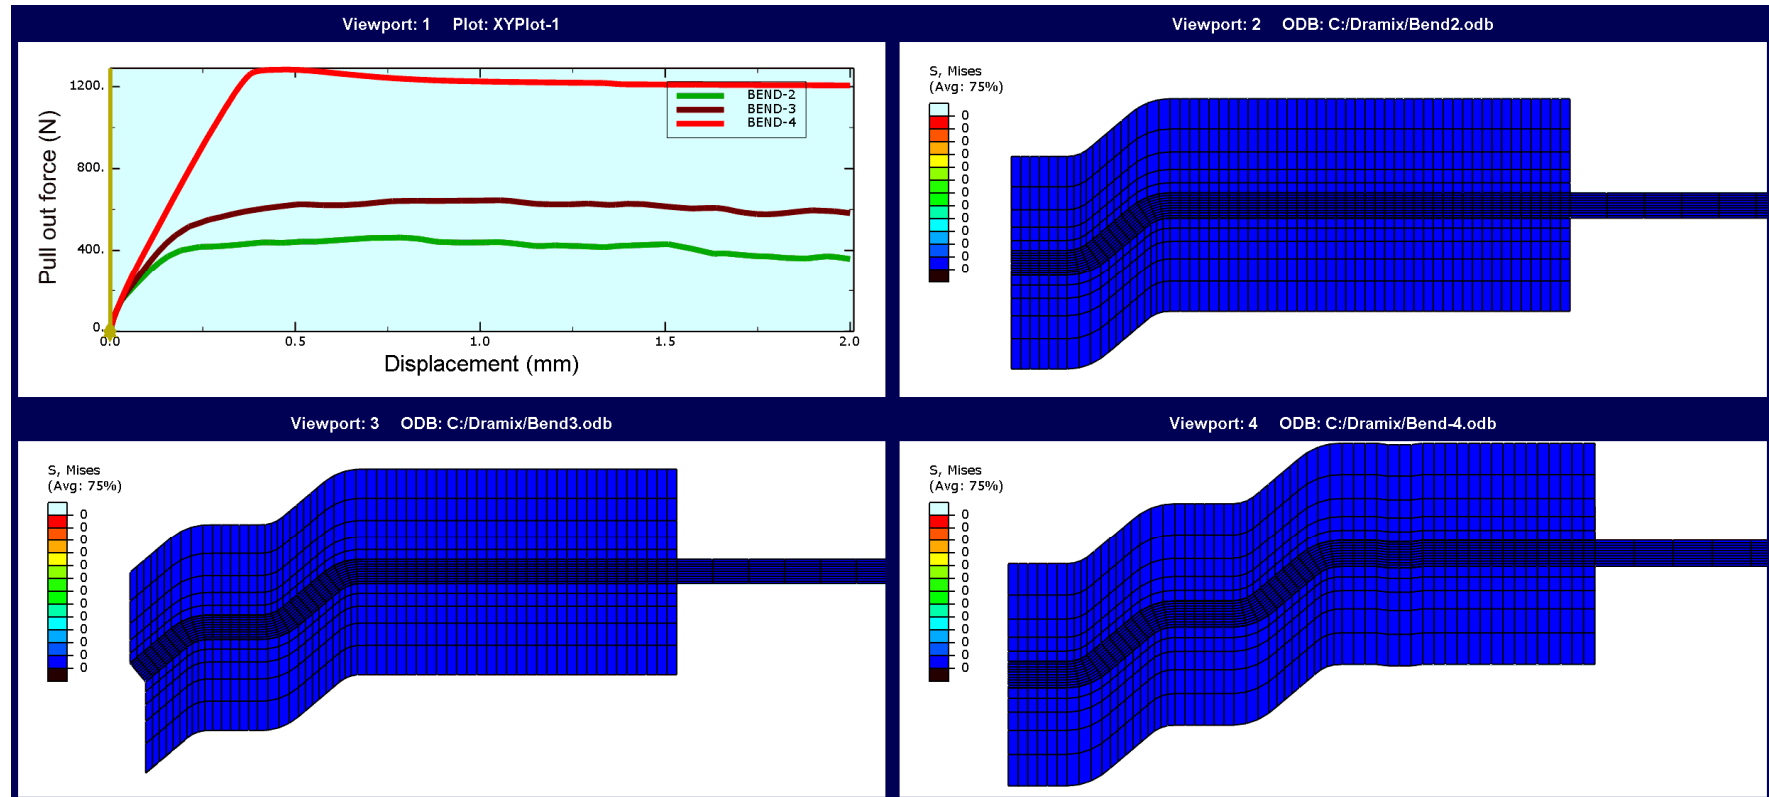 Viewport: 1 Plot: XYPlot-1
1200.
800.
400.
0.
Pull out force (N)
BEND-2
BEND-3
BEND-4
0.0 0.5 1.0 1.5 2.0
Displacement (mm)
Viewport: 2 ODB: C:/Dramix/Bend2.odb
S, Mises
(Avg: 75%)
0
0
0
0
0
0
0
0
0
0
0
0
0
Viewport: 3 ODB: C:/Dramix/Bend3.odb
S, Mises
(Avg: 75%)
0
0
0
0
0
0
0
0
0
0
0
0
0
Viewport: 4 ODB: C:/Dramix/Bend-4.odb
S, Mises
(Avg: 75%)
0
0
0
0
0
0
0
0
0
0
0
0
0